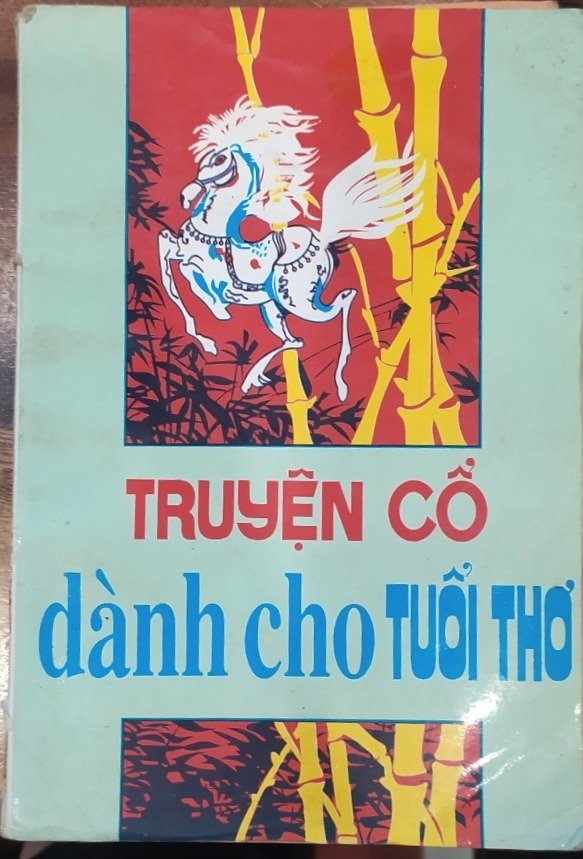 TRUYỆN CỔ
dành cho TUỔI THƠ